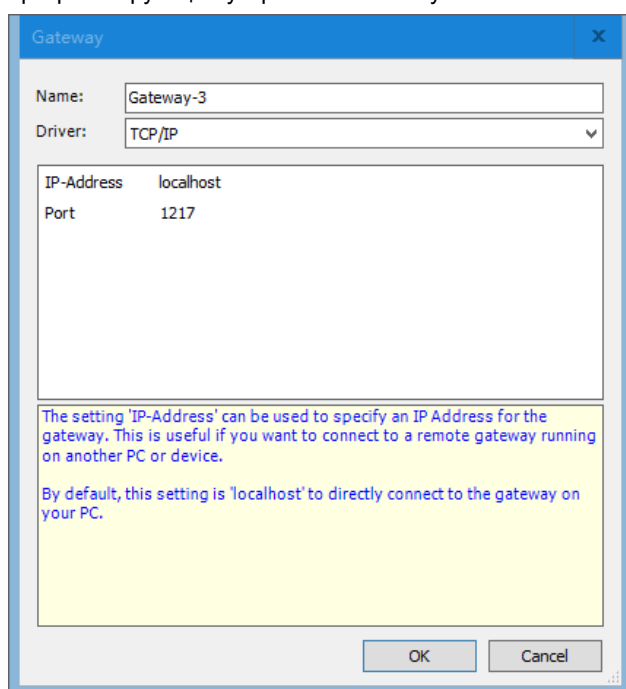 Gateway
x
Name: Gateway-3
Driver: TCP/IP
IP-Address localhost
Port 1217
The setting 'IP-Address' can be used to specify an IP Address for the
gateway. This is useful if you want to connect to a remote gateway running
on another PC or device.
By default, this setting is 'localhost' to directly connect to the gateway on
your PC.
OK Cancel